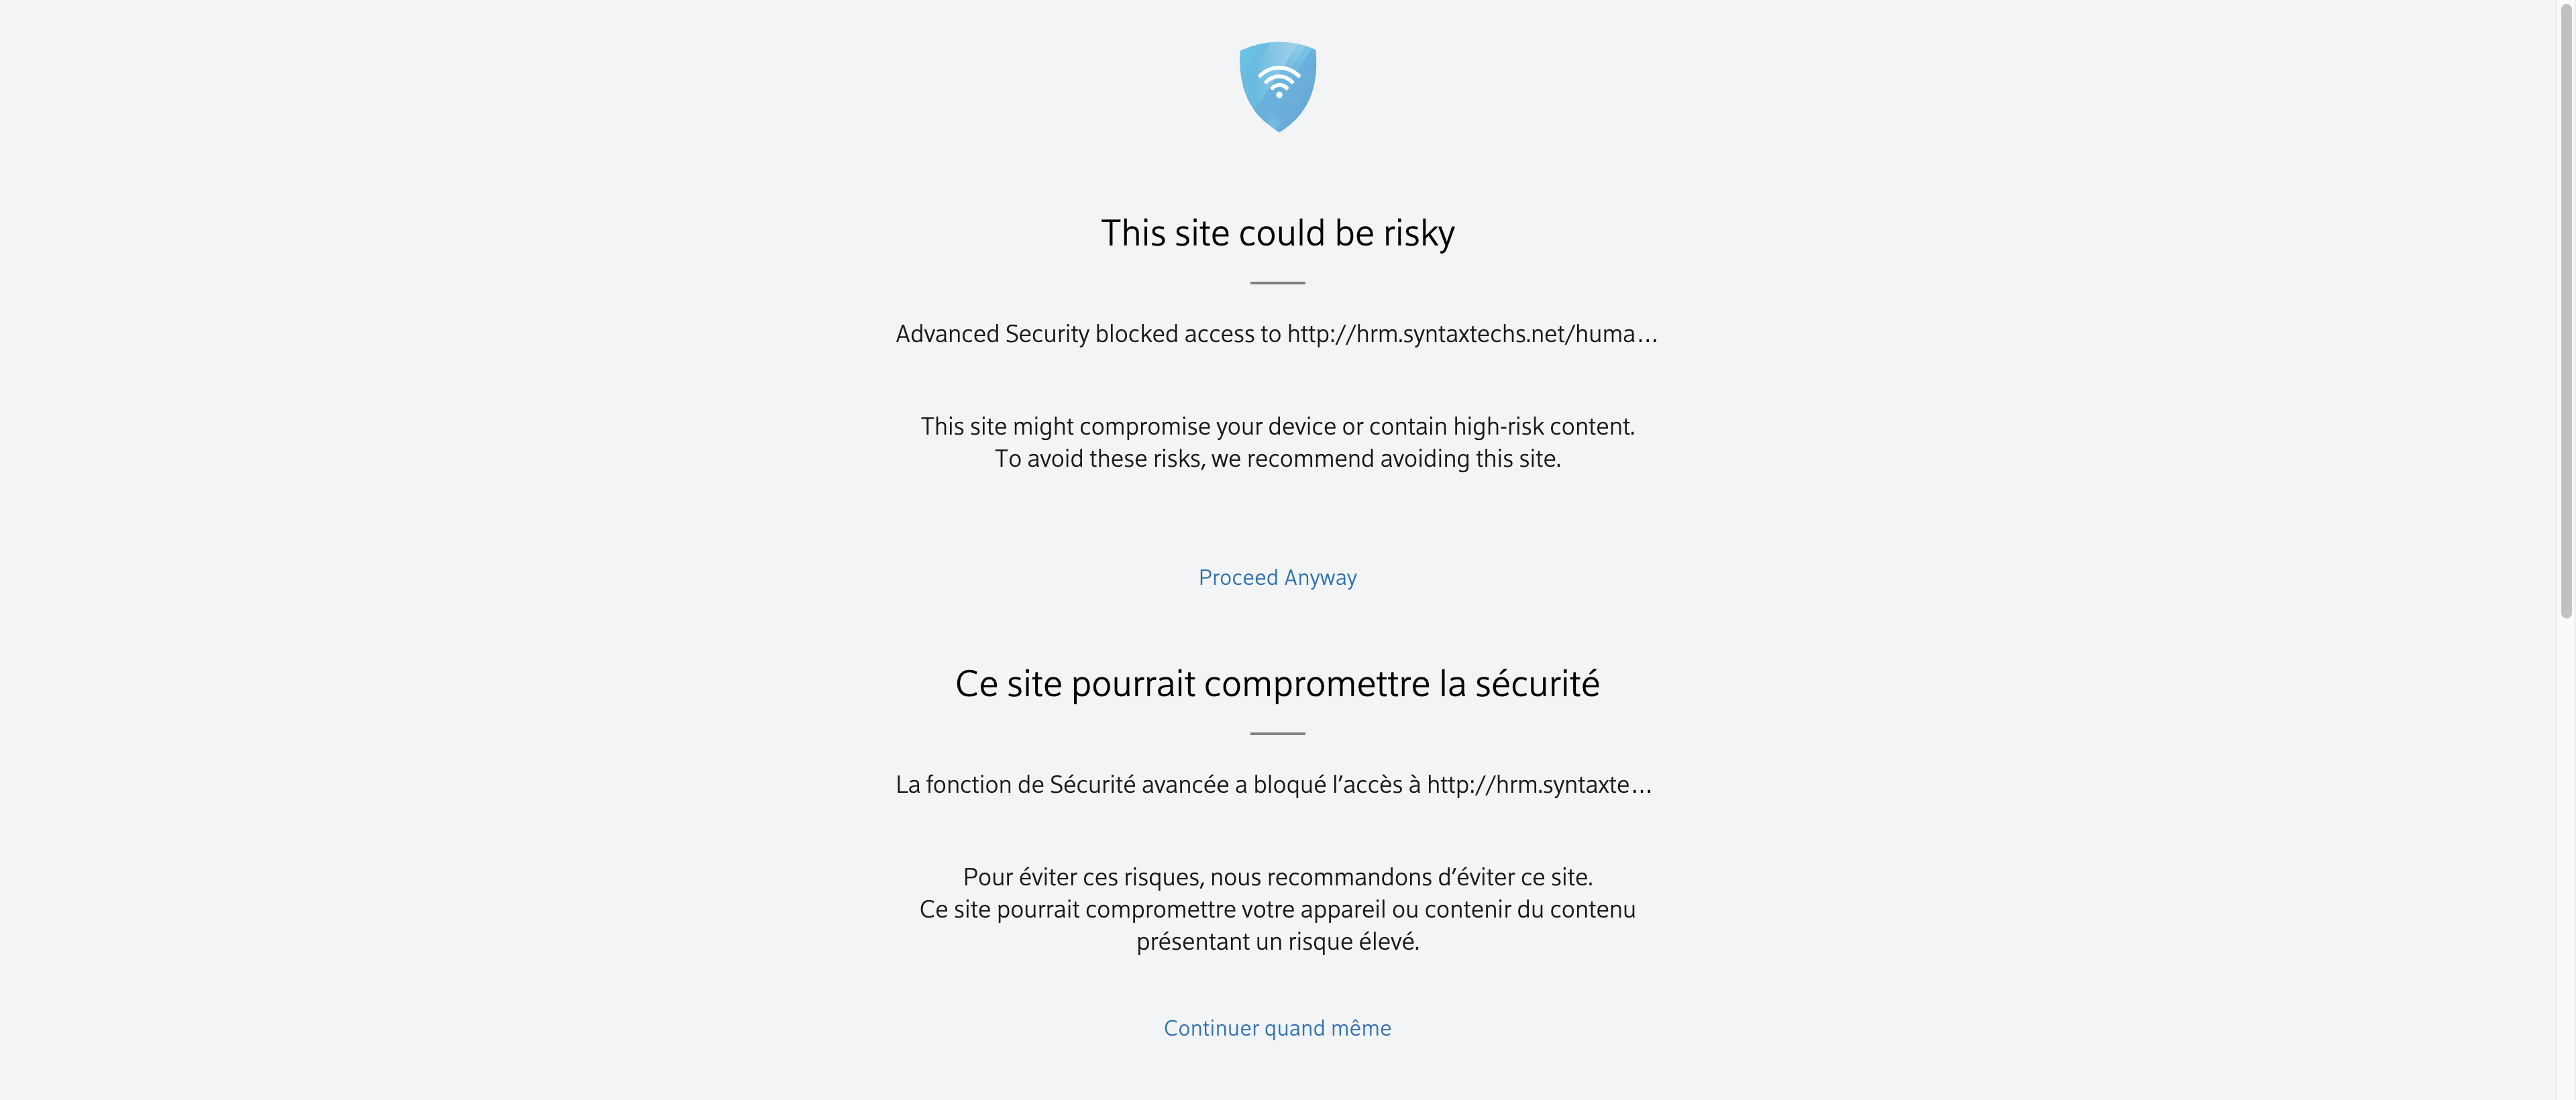 This site could be risky
Advanced Security blocked access to http://hrm.syntaxtechs.net/huma...
This site might compromise your device or contain high-risk content.
To avoid these risks, we recommend avoiding this site.
Proceed Anyway
Ce site pourrait compromettre la sécurité
La fonction de Sécurité avancée a bloqué l’accès à http://hrm.syntaxte...
Pour éviter ces risques, nous recommandons d’éviter ce site.
Ce site pourrait compromettre votre appareil ou contenir du contenu
présentant un risque élevé.
Continuer quand même